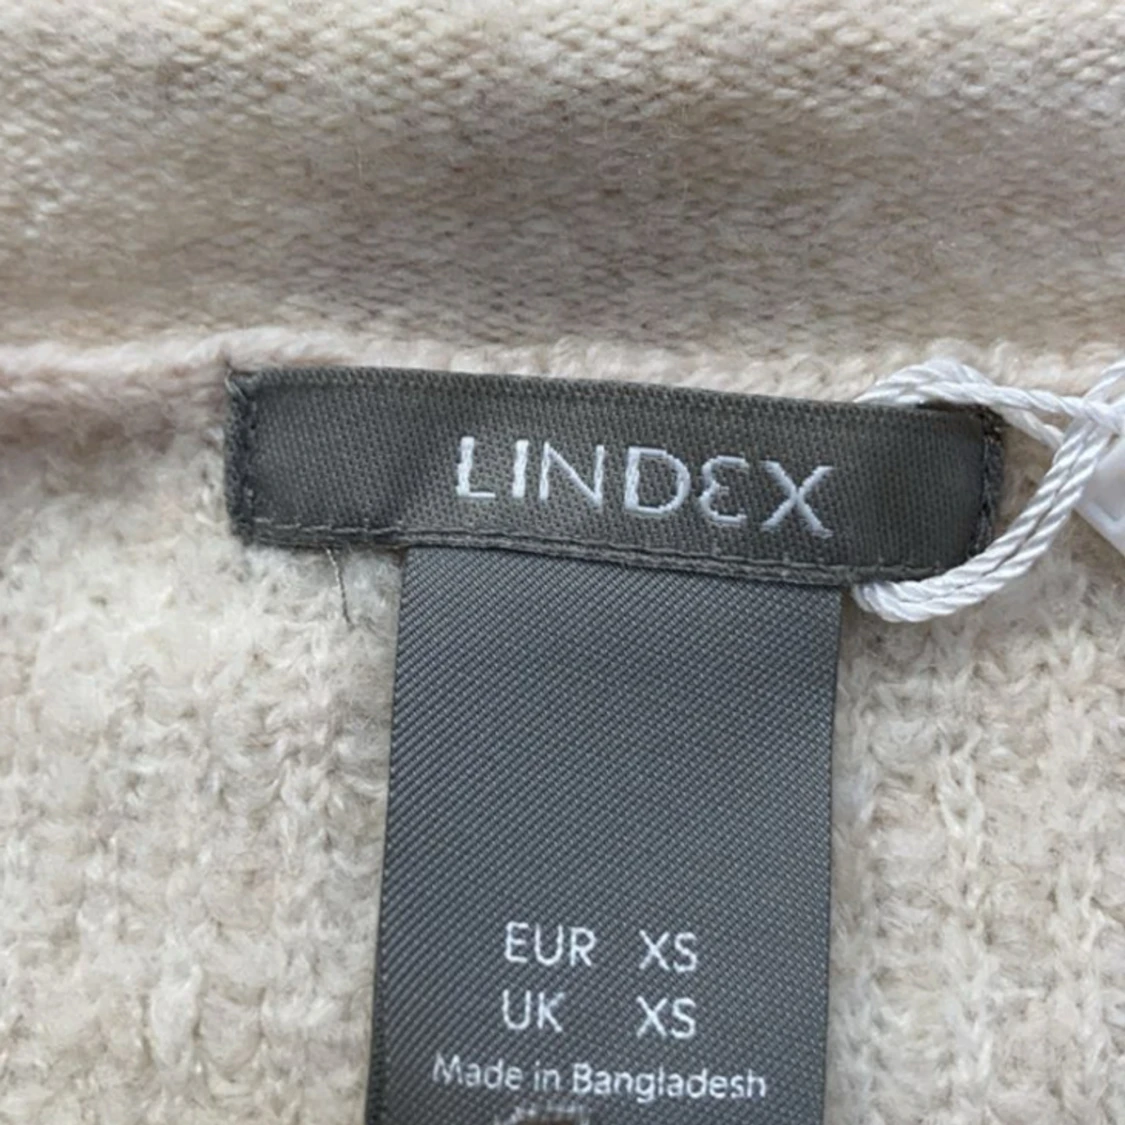 LINDEX
EUR XS
UK XS
Made in Bangladesh